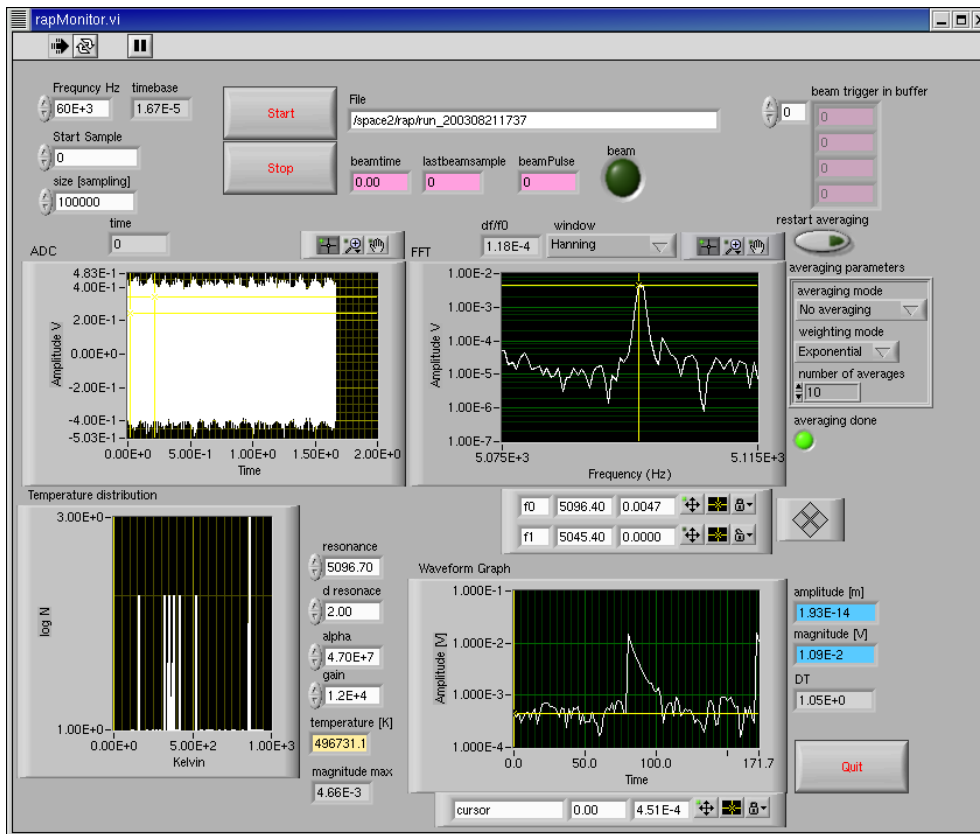 rapMonitor.vi
Frequncy Hz
60E+3
timebase
1.67E-5
Start Sample
0
size [sampling]
100000
time
0
Start
Stop
File
/space2/rap/run_200308211737
beamtime
0.00
lastbeamsample
0
beamPulse
0
beam
0
beam trigger in buffer
0
0
0
0
restart averaging
ADC
4.83E-1
4.00E-1
2.00E-1
0.00E+0
-2.00E-1
-4.00E-1
-5.03E-1
Amplitude V
0.00E+0 5.00E-1 1.00E+0 1.50E+0 2.00E+0
Time
FFT
df/f0
1.18E-4
window
Hanning
1.00E-2
1.00E-3
1.00E-4
1.00E-5
1.00E-6
1.00E-7
Amplitude V
5.075E+3 5.115E+3
Frequency (Hz)
averaging parameters
averaging mode
No averaging
weighting mode
Exponential
number of averages
10
averaging done
f0 5096.40 0.0047
f1 5045.40 0.0000
Temperature distribution
3.00E+0
1.00E+0
log N
0.00E+0 5.00E+2 1.00E+3
Kelvin
resonance
5096.70
d resonace
2.00
alpha
4.70E+7
gain
1.2E+4
temperature [K]
496731.1
magnitude max
4.66E-3
Waveform Graph
1.000E-1
1.000E-2
1.000E-3
1.000E-4
Amplitude [V]
0.0 50.0 100.0 171.7
Time
cursor 0.00 4.51E-4
amplitude [m]
1.93E-14
magnitude [V]
1.09E-2
DT
1.05E+0
Quit